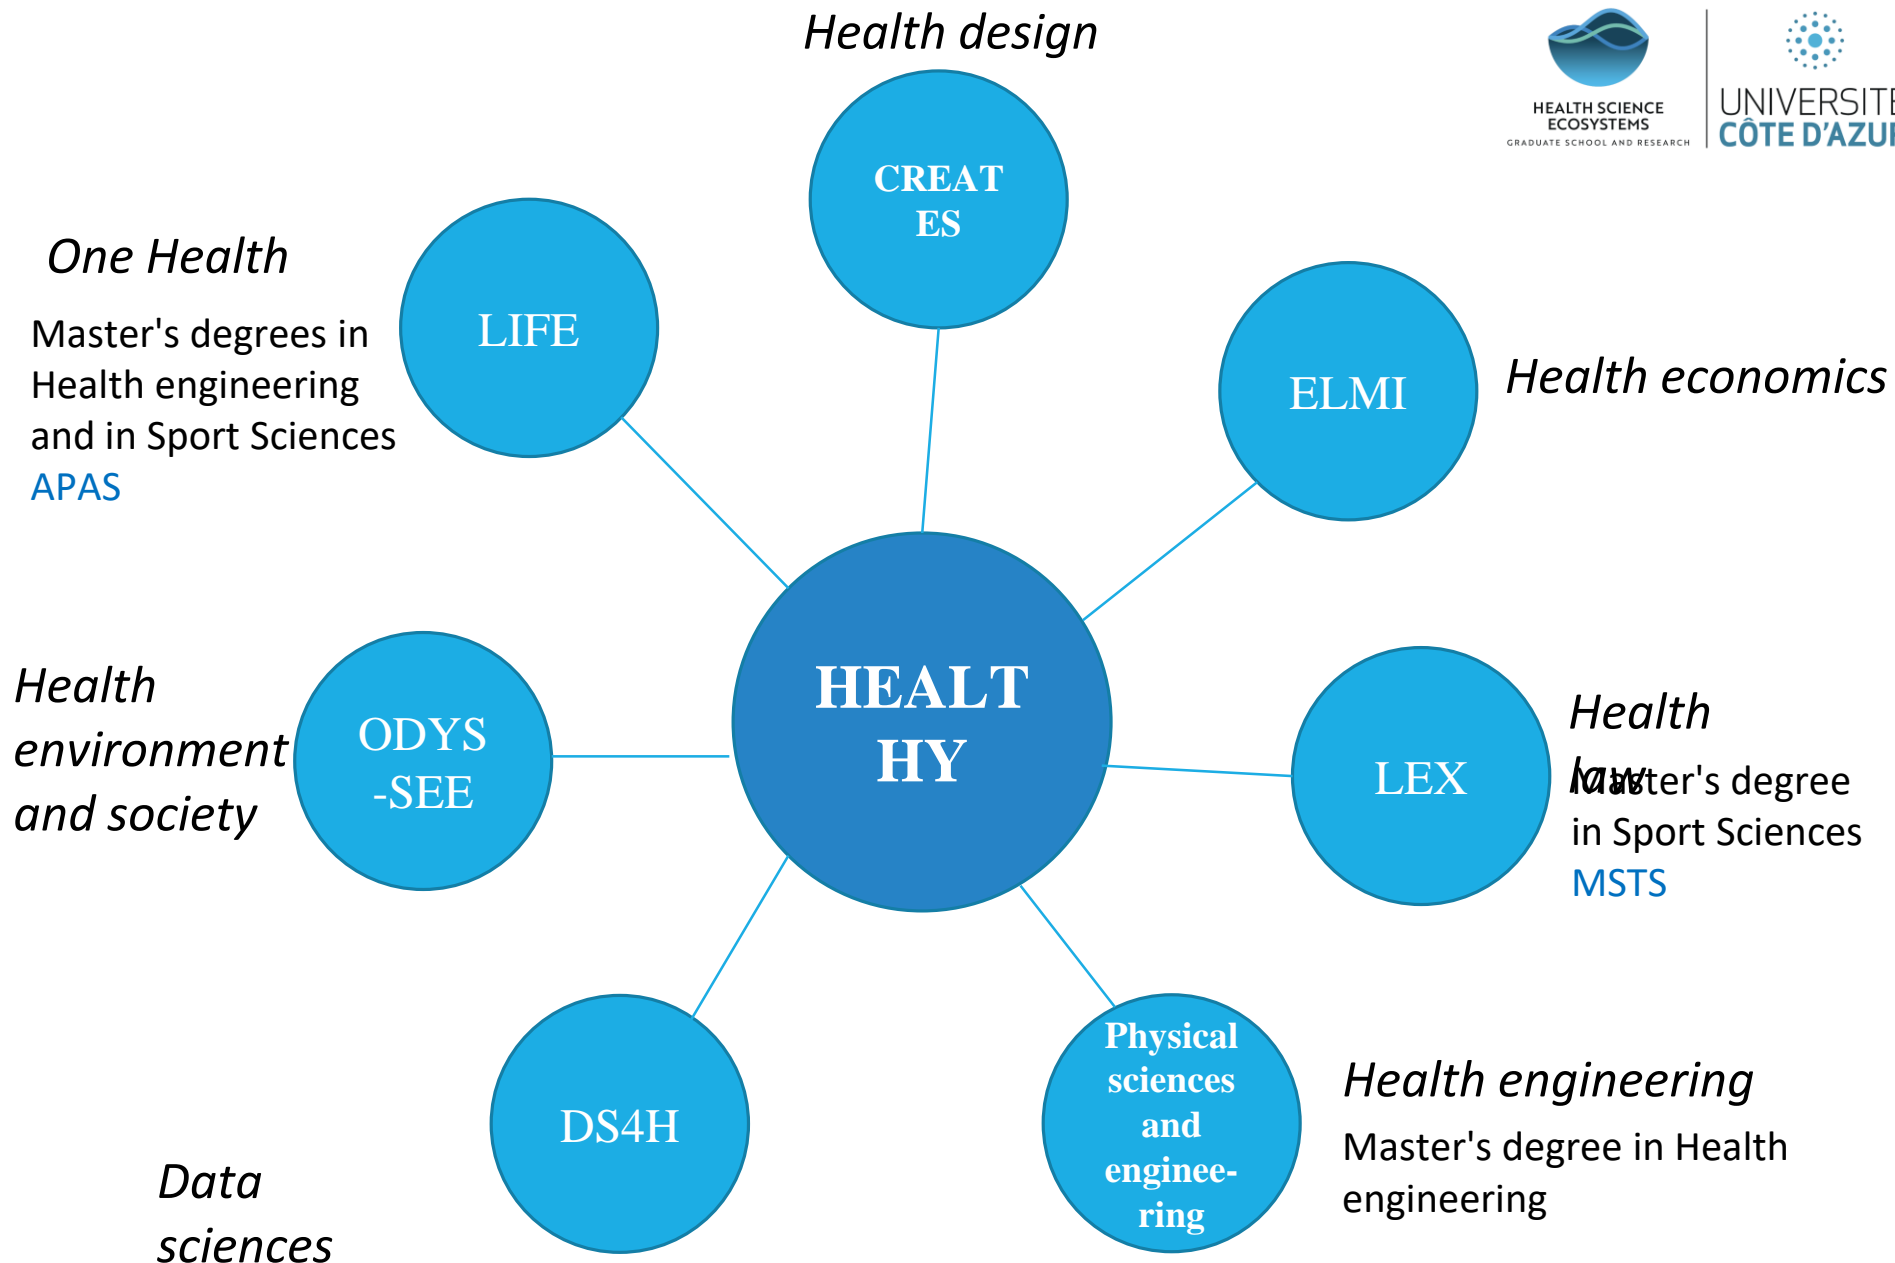 Health design
HEALTH SCIENCE
ECOSYSTEMS
GRADUATE SCHOOL AND RESEARCH
UNIVERSITÉ
CÔTE D'AZUR
CREAT
ES
One Health
Master's degrees in
Health engineering
and in Sport Sciences
APAS
LIFE
ELMI
Health economics
HEALT
HY
Health
environment
and society
ODYS
-SEE
LEX
Health
law
Master's degree
in Sport Sciences
MSTS
DS4H
Data
sciences
Physical
sciences
and
enginee-
ring
Health engineering
Master's degree in Health
engineering